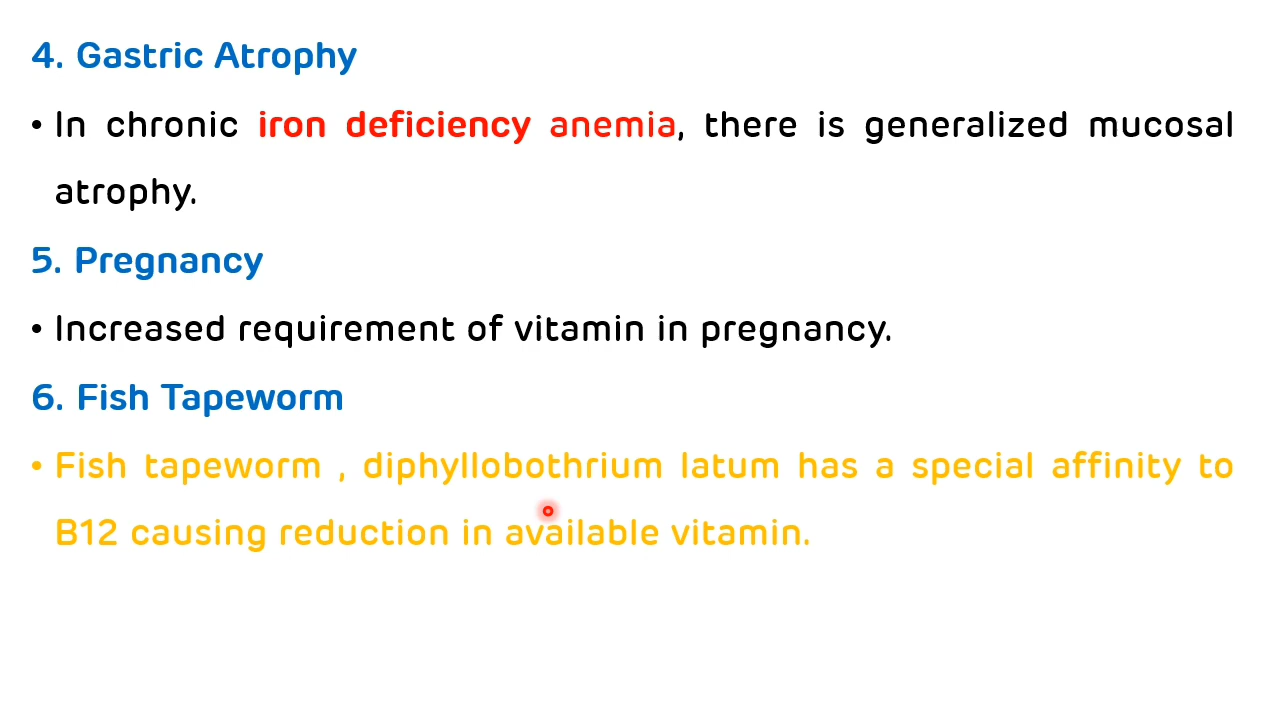 4. Gastric Atrophy
• In chronic iron deficiency anemia, there is generalized mucosal
atrophy.
5. Pregnancy
• Increased requirement of vitamin in pregnancy.
6. Fish Tapeworm
• Fish tapeworm , diphyllobothrium latum has a special affinity to
B12 causing reduction in available vitamin.